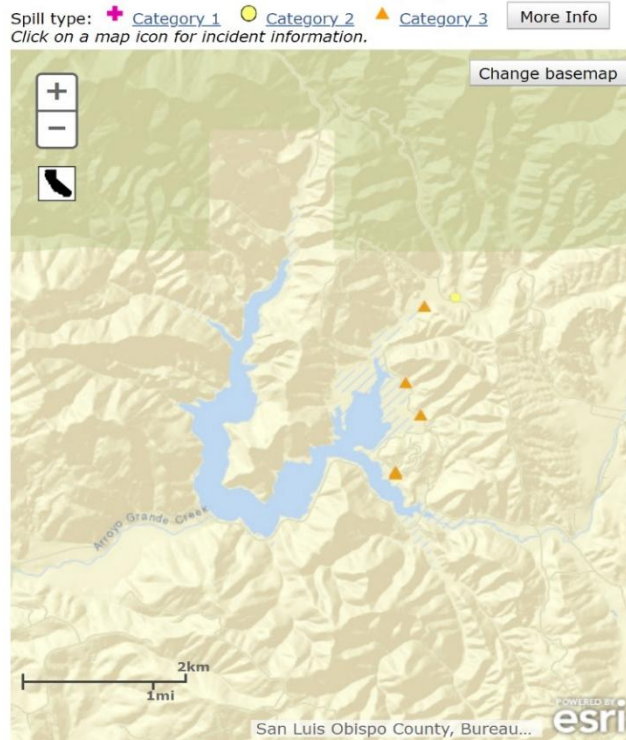 Spill type: Category 1 Category 2 Category 3 More Info
Click on a map icon for incident information.
Change basemap
+
−
Arroyo Grande Creek
2km
1mi
POWERED BY
esri
San Luis Obispo County, Bureau...